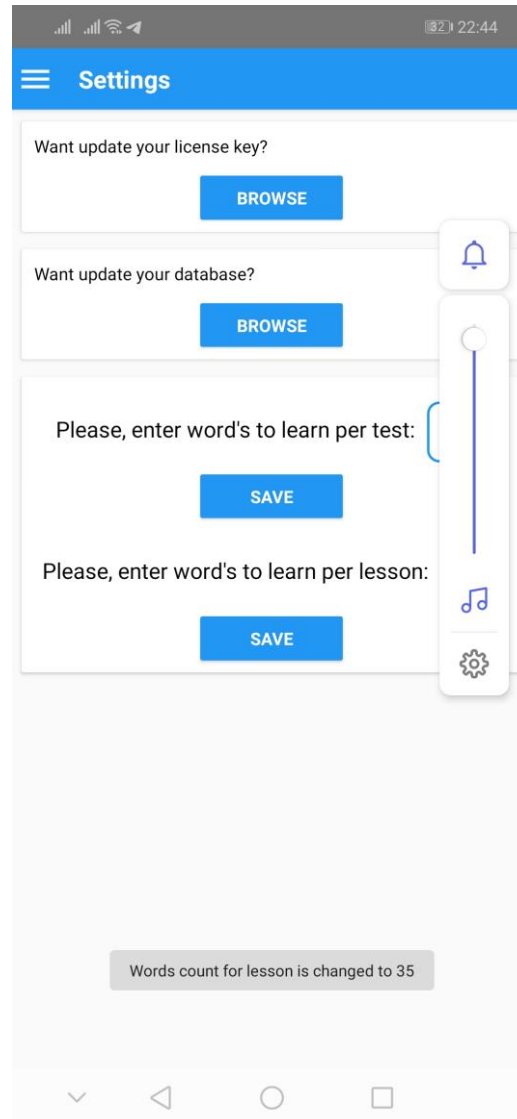 32 22:44
Settings
Want update your license key?
BROWSE
Want update your database?
BROWSE
Please, enter word's to learn per test:
SAVE
Please, enter word's to learn per lesson:
SAVE
Words count for lesson is changed to 35